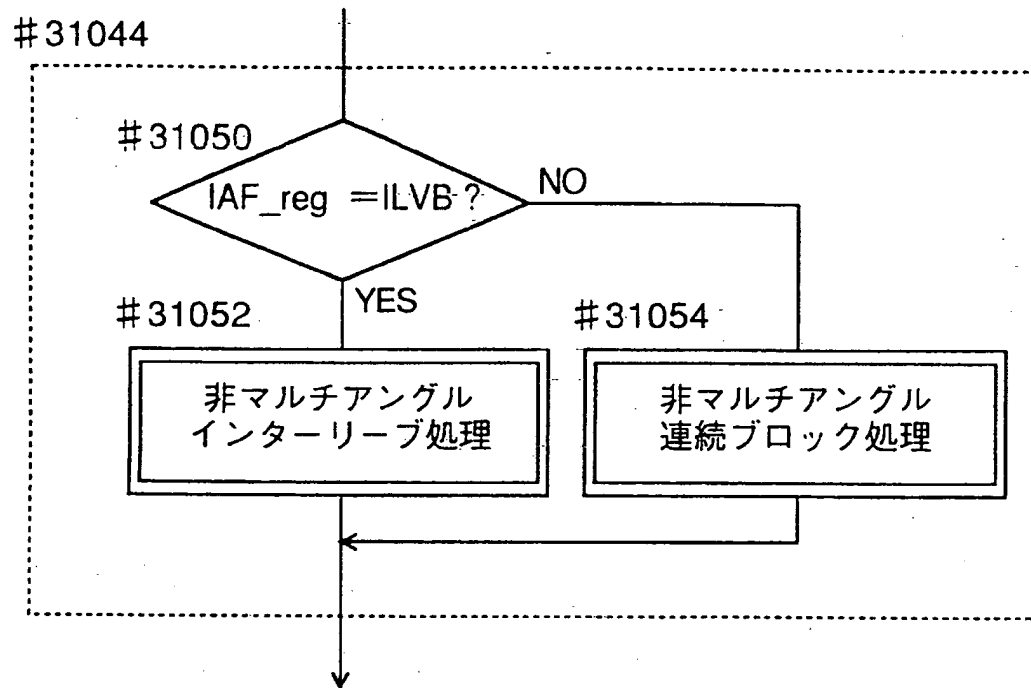 #31044
#31050
IAF_reg =ILVB?
NO
YES
#31052
#31054
非マルチアングル
インターリーブ処理
非マルチアングル
連続ブロック処理